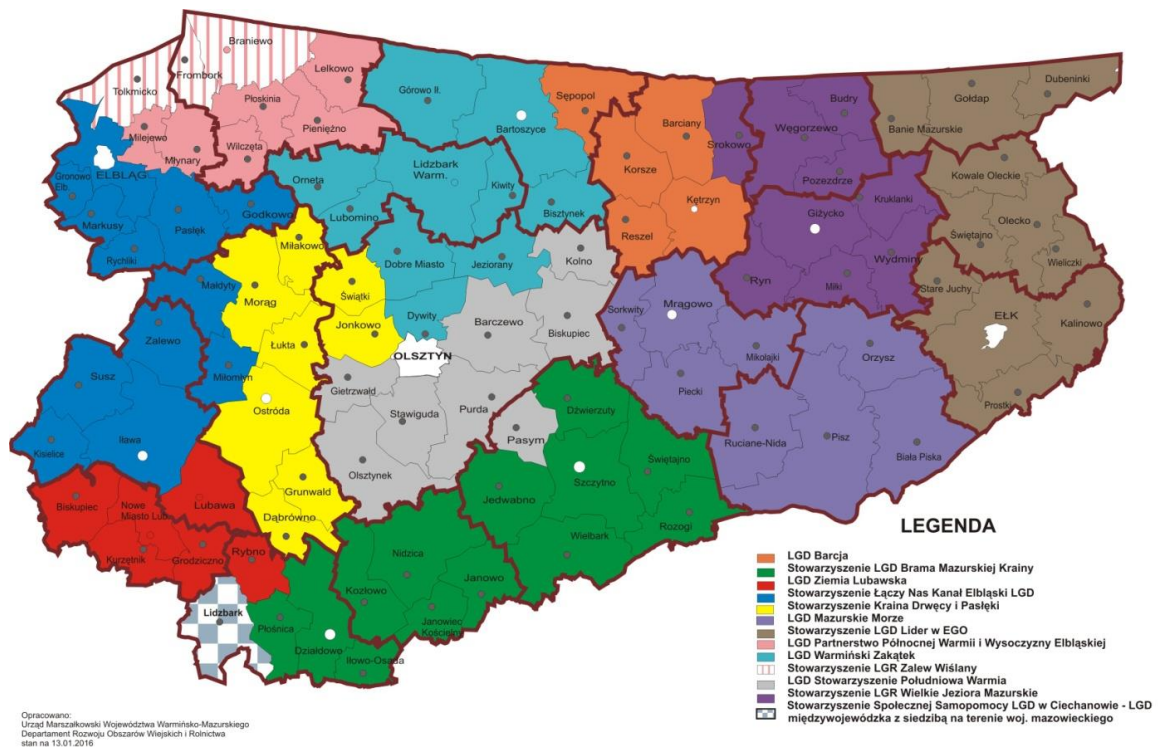 Braniewo
Frombork
Lelkowo
Tolkmicko
Płoskinia
Milejewo
Pieniężno
Młynary
Wilczęta
Górowo Il.
Bartoszyce
Sępopol
Barciany
Srokowo
Korsze
Kętrzyn
Reszel
Budry
Węgorzewo
Pozezdrze
Banie Mazurskie
Gołdap
Dubeninki
Kowale Oleckie
Olecko
Świętajno
Wieliczki
Kruklanki
Giżycko
Wydminy
Ryn
Miłki
Stare Juchy
EŁK
Kalinowo
Prostki
ELBLĄG
Gronowo
Elb.
Markusy
Pasłęk
Godkowo
Rychliki
Orneta
Lidzbark
Warm.
Kiwity
Lubomino
Bisztynek
Miłakowo
Dobre Miasto
Jeziorany
Kolno
Małdyty
Morąg
Świątki
Jonkowo
Dywity
Barczewo
Biskupiec
OLSZTYN
Zalewo
Łukta
Susz
Miłomłyn
Ostróda
Gietrzwałd
Stawiguda
Purda
Olsztynek
Pasym
Sorkwity
Mrągowo
Mikołajki
Piecki
Orzysz
Ruciane-Nida
Pisz
Biała Piska
Dźwierzuty
Szczytno
Świętajno
Jedwabno
Rozogi
Wielbark
Kisielice
Iława
Grunwald
Dąbrówno
Biskupiec
Nowe
Miasto Lub.
Lubawa
Kurzętnik
Grodziczno
Rybno
Lidzbark
Nidzica
Kozłowo
Janowo
Janowiec
Kościelny
Płośnica
Działdowo
Iłowo-Osada
LEGENDA
LGD Barcja
Stowarzyszenie LGD Brama Mazurskiej Krainy
LGD Ziemia Lubawska
Stowarzyszenie Łączy Nas Kanał Elbląski LGD
Stowarzyszenie Kraina Drwęcy i Pasłęki
LGD Mazurskie Morze
Stowarzyszenie LGD Lider w EGO
LGD Partnerstwo Północnej Warmii i Wysoczyzny Elbląskiej
LGD Warmiński Zakątek
Stowarzyszenie LGR Zalew Wiślany
LGD Stowarzyszenie Południowa Warmia
Stowarzyszenie LGR Wielkie Jeziora Mazurskie
Stowarzyszenie Społecznej Samopomocy LGD w Ciechanowie - LGD
międzywojewódzka z siedzibą na terenie woj. mazowieckiego
Opracowano:
Urząd Marszałkowski Województwa Warmińsko-Mazurskiego
Departament Rozwoju Obszarów Wiejskich i Rolnictwa
stan na 13.01.2016